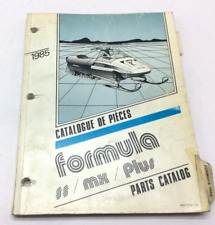 1985
CATALOGUE DE PIÈCES
formula
SS / mx / plus
PARTS CATALOG